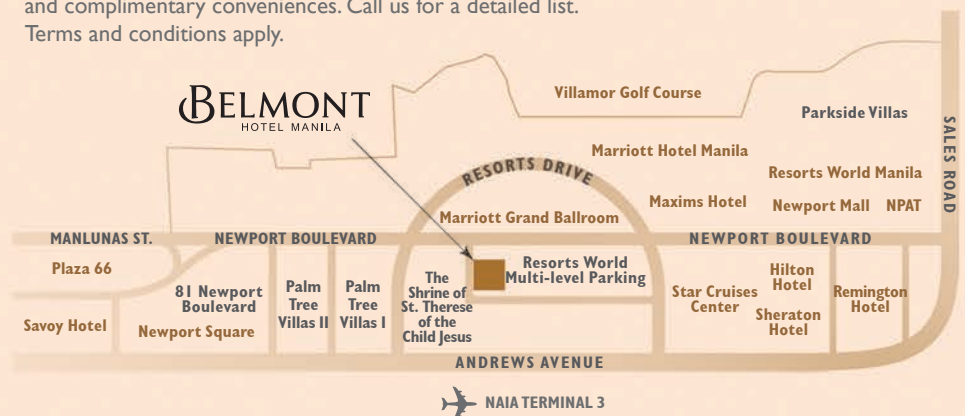 and complimentary conveniences. Call us for a detailed list.
Terms and conditions apply.
BELMONT
HOTEL MANILA
Villamor Golf Course
Parkside Villas
SALES ROAD
RESORTS DRIVE
Marriott Hotel Manila
Resorts World Manila
Maxims Hotel
Newport Mall
NPAT
Marriott Grand Ballroom
MANLUNAS ST.
NEWPORT BOULEVARD
NEWPORT BOULEVARD
Plaza 66
81 Newport
Boulevard
Palm
Tree
Villas II
Palm
Tree
Villas I
The
Shrine of
St. Therese
of the
Child Jesus
Resorts World
Multi-level Parking
Star Cruises
Center
Hilton
Hotel
Sheraton
Hotel
Remington
Hotel
Savoy Hotel
Newport Square
ANDREWS AVENUE
NAIA TERMINAL 3